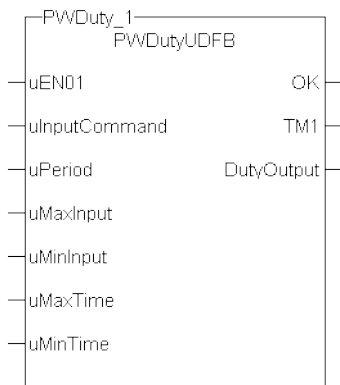 PWDuty_1
PWDutyUDFB
uEN01 OK
uInputCommand TM1
uPeriod DutyOutput
uMaxInput
uMinInput
uMaxTime
uMinTime